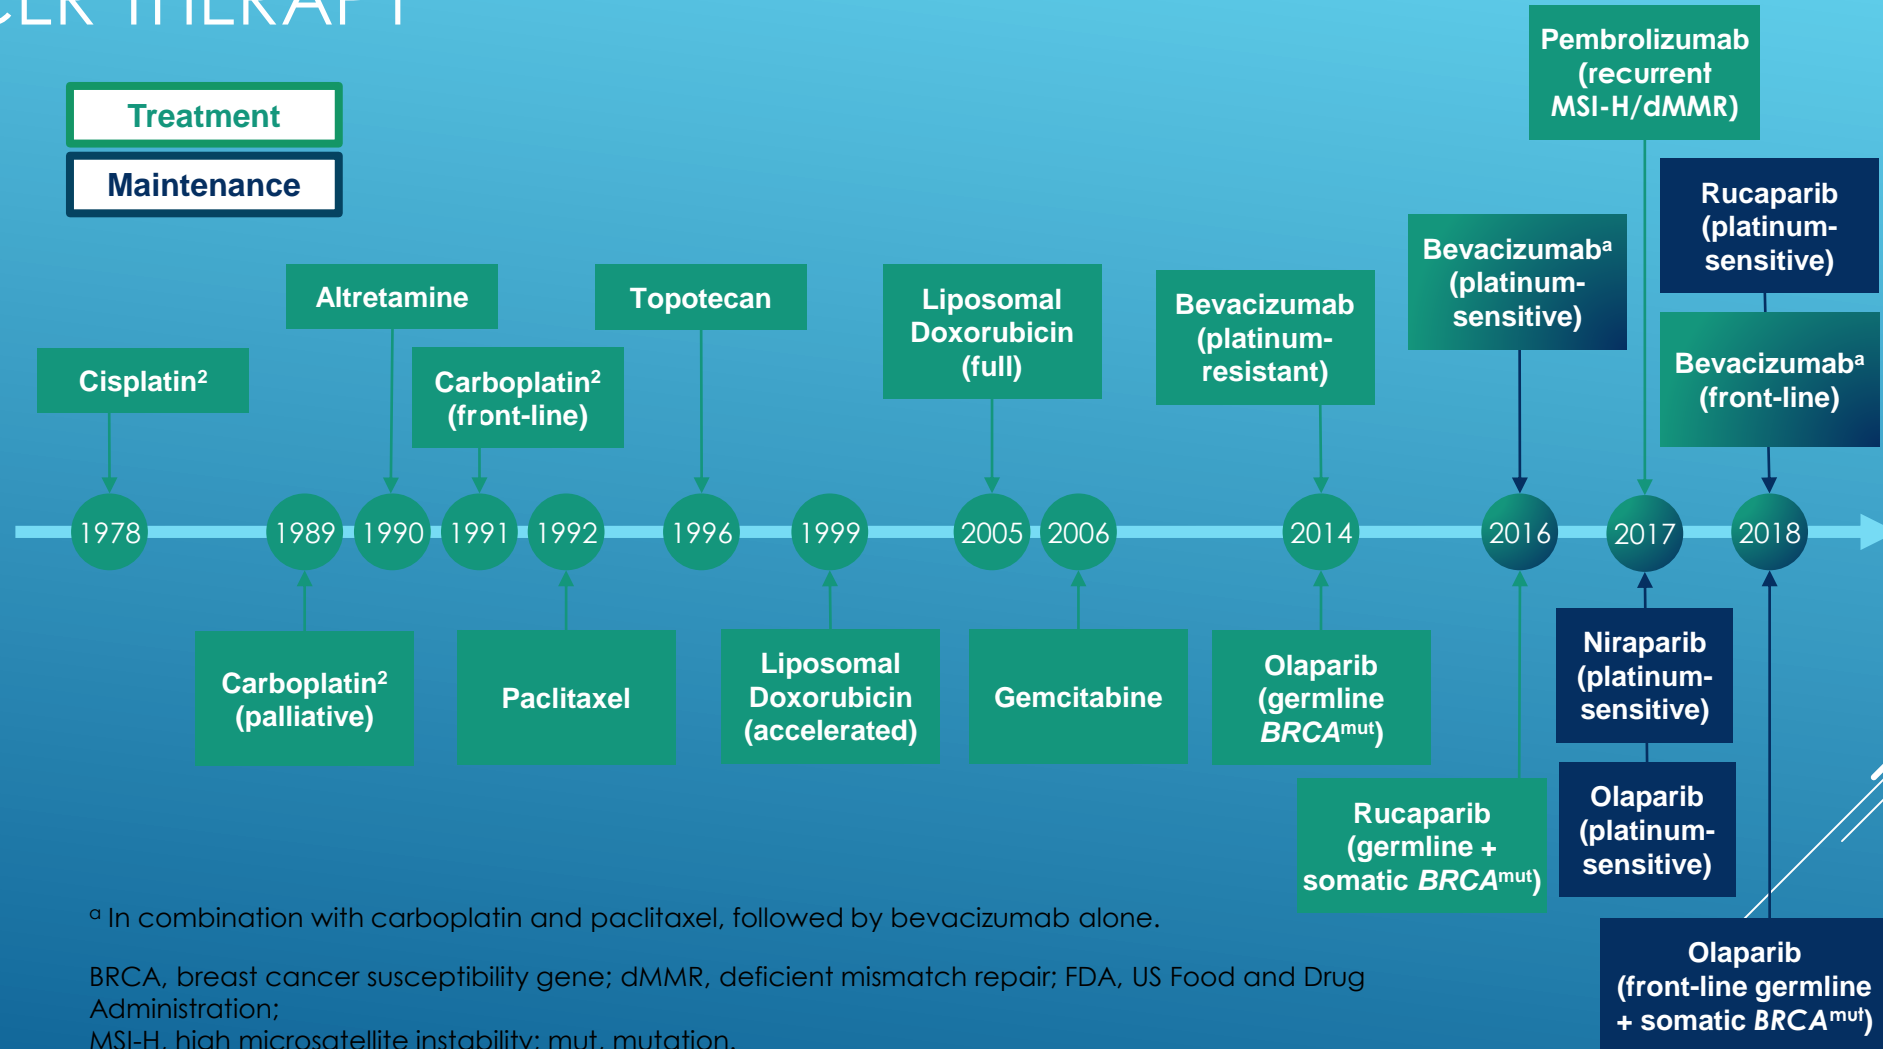 CER THERAPY
Treatment
Maintenance
Pembrolizumab
(recurrent
MSI-H/dMMR)
Rucaparib
(platinum-
sensitive)
Bevacizumabᵃ
(platinum-
sensitive)
Altretamine
Topotecan
Liposomal
Doxorubicin
(full)
Bevacizumab
(platinum-
resistant)
Bevacizumabᵃ
(front-line)
Cisplatin²
Carboplatin²
(front-line)
1978
1989
1990
1991
1992
1996
1999
2005
2006
2014
2016
2017
2018
Carboplatin²
(palliative)
Paclitaxel
Liposomal
Doxorubicin
(accelerated)
Gemcitabine
Olaparib
(germline
BRCAᵐᵘᵗ)
Niraparib
(platinum-
sensitive)
Rucaparib
(germline +
somatic BRCAᵐᵘᵗ)
Olaparib
(platinum-
sensitive)
Olaparib
(front-line germline
+ somatic BRCAᵐᵘᵗ)
ᵃ In combination with carboplatin and paclitaxel, followed by bevacizumab alone.
BRCA, breast cancer susceptibility gene; dMMR, deficient mismatch repair; FDA, US Food and Drug
Administration;
MSI-H, high microsatellite instability; mut, mutation.